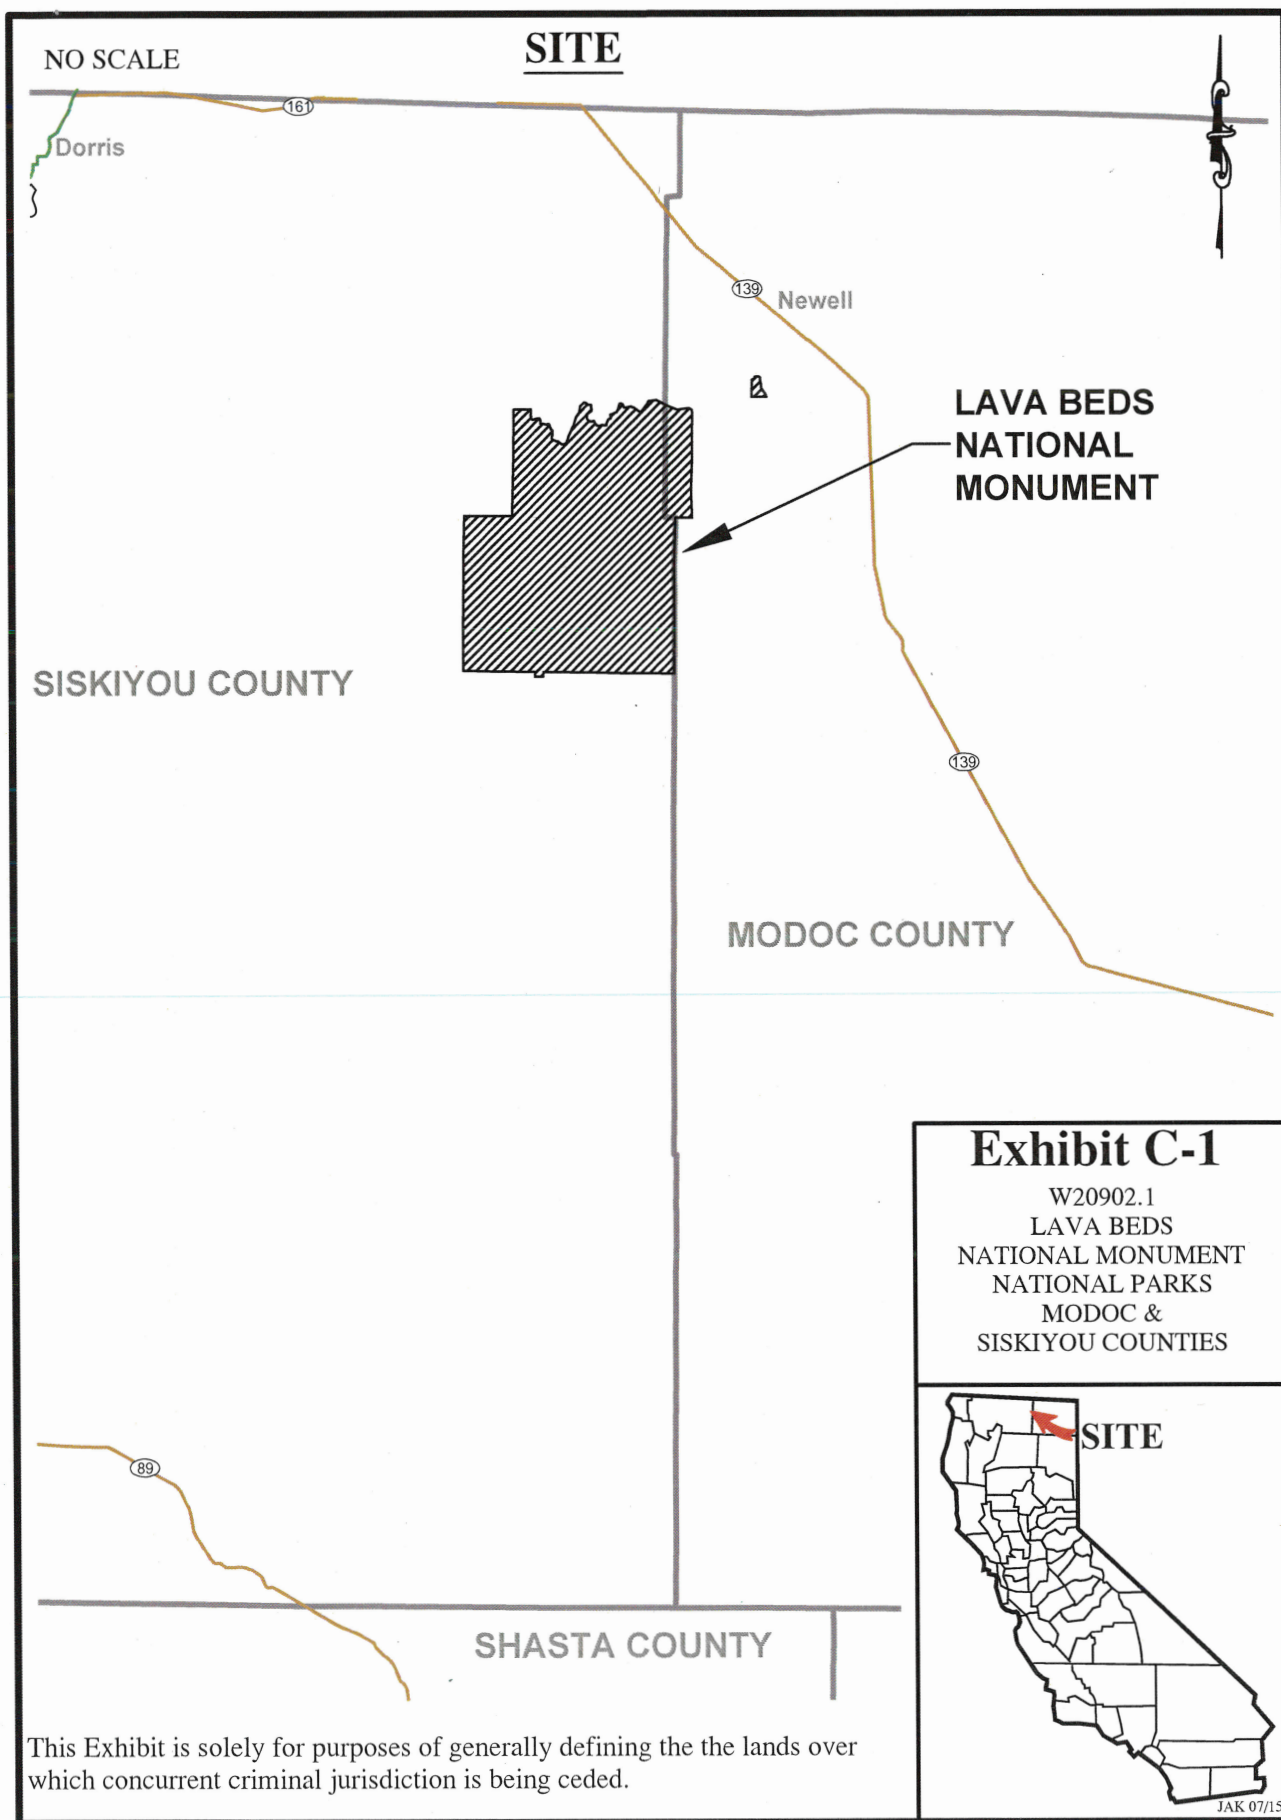 NO SCALE
SITE
161
Dorris
139
Newell
LAVA BEDS
NATIONAL
MONUMENT
SISKIYOU COUNTY
139
MODOC COUNTY
Exhibit C-1
W20902.1
LAVA BEDS
NATIONAL MONUMENT
NATIONAL PARKS
MODOC &
SISKIYOU COUNTIES
SITE
89
SHASTA COUNTY
This Exhibit is solely for purposes of generally defining the the lands over
which concurrent criminal jurisdiction is being ceded.
JAK 07/15